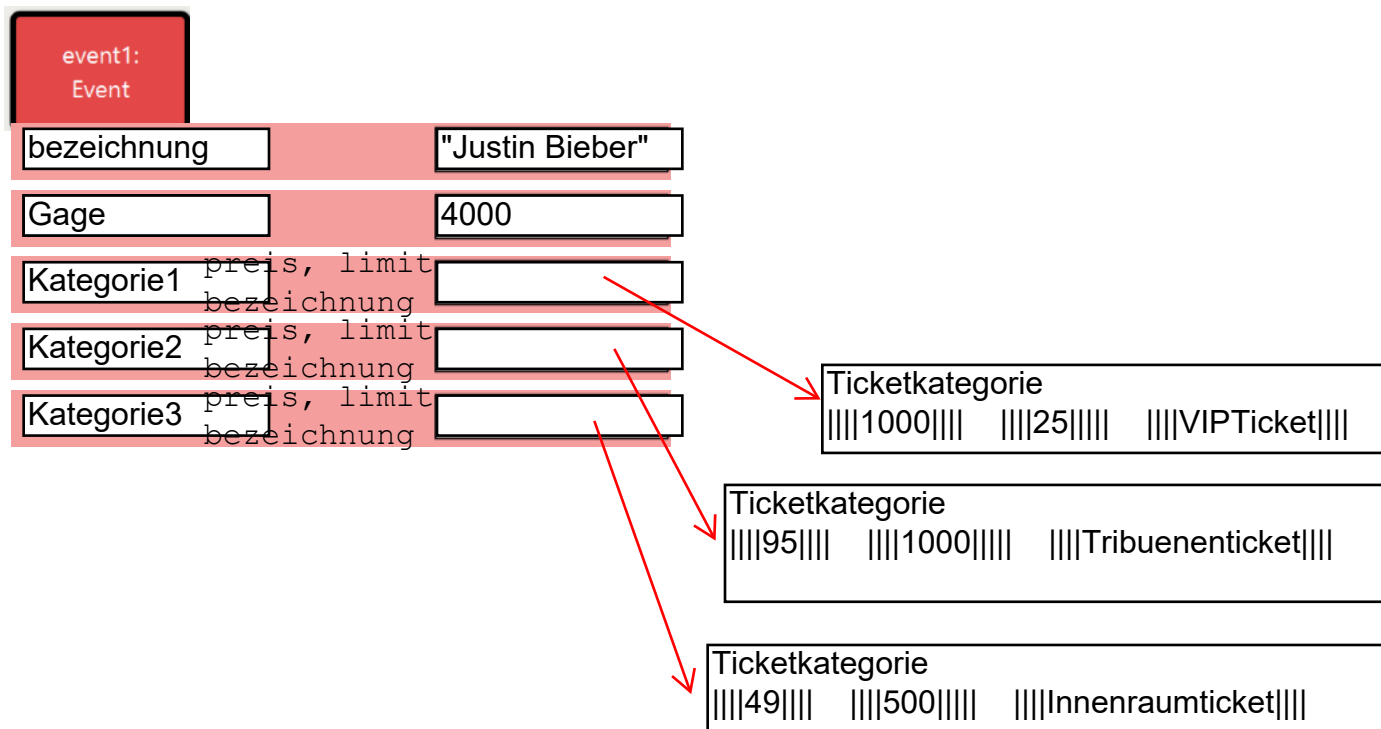 event1:
Event
bezeichnung "Justin Bieber"
Gage 4000
Kategorie1 preis, limit
bezeichnung
Kategorie2 preis, limit
bezeichnung
Kategorie3 preis, limit
bezeichnung
Ticketkategorie
||||1000|||| ||||25||||| ||||VIPTicket||||
Ticketkategorie
||||95|||| ||||1000||||| ||||Tribuenenticket||||
Ticketkategorie
||||49|||| ||||500||||| ||||Innenraumticket||||